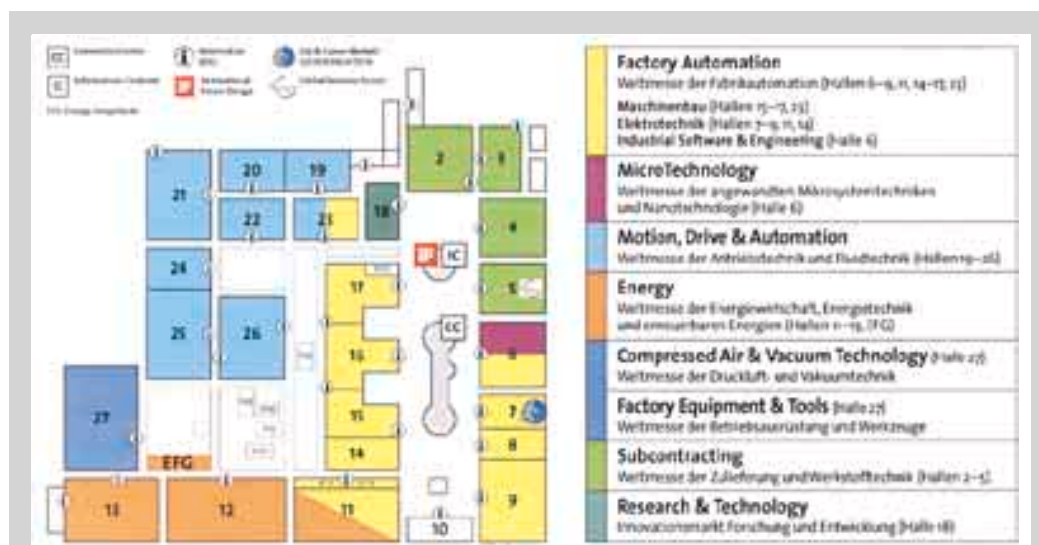 CC
IC
IC
CC
2
3
20
19
21
22
23
18
4
24
17
5
25
26
16
6
27
15
7
14
8
EFG
13
12
11
9
10
Factory Automation
Weltmesse der Fabrikautomation (Hallen 6–9, 11, 14–17, 23)
Maschinenbau (Hallen 15–17, 23)
Elektrotechnik (Hallen 7–9, 11, 14)
Industrial Software & Engineering (Halle 6)
MicroTechnology
Weltmesse der angewandten Mikrosystemtechniken
und Nanotechnologie (Halle 6)
Motion, Drive & Automation
Weltmesse der Antriebstechnik und Fluidtechnik (Hallen 19–26)
Energy
Weltmesse der Energiewirtschaft, Energietechnik
und erneuerbaren Energien (Hallen 11–13, EFG)
Compressed Air & Vacuum Technology (Halle 27)
Weltmesse der Druckluft- und Vakuumtechnik
Factory Equipment & Tools (Halle 27)
Weltmesse der Betriebsausrüstung und Werkzeuge
Subcontracting
Weltmesse der Zulieferung und Werkstofftechnik (Hallen 2–5)
Research & Technology
Innovationsmarkt Forschung und Entwicklung (Halle 18)